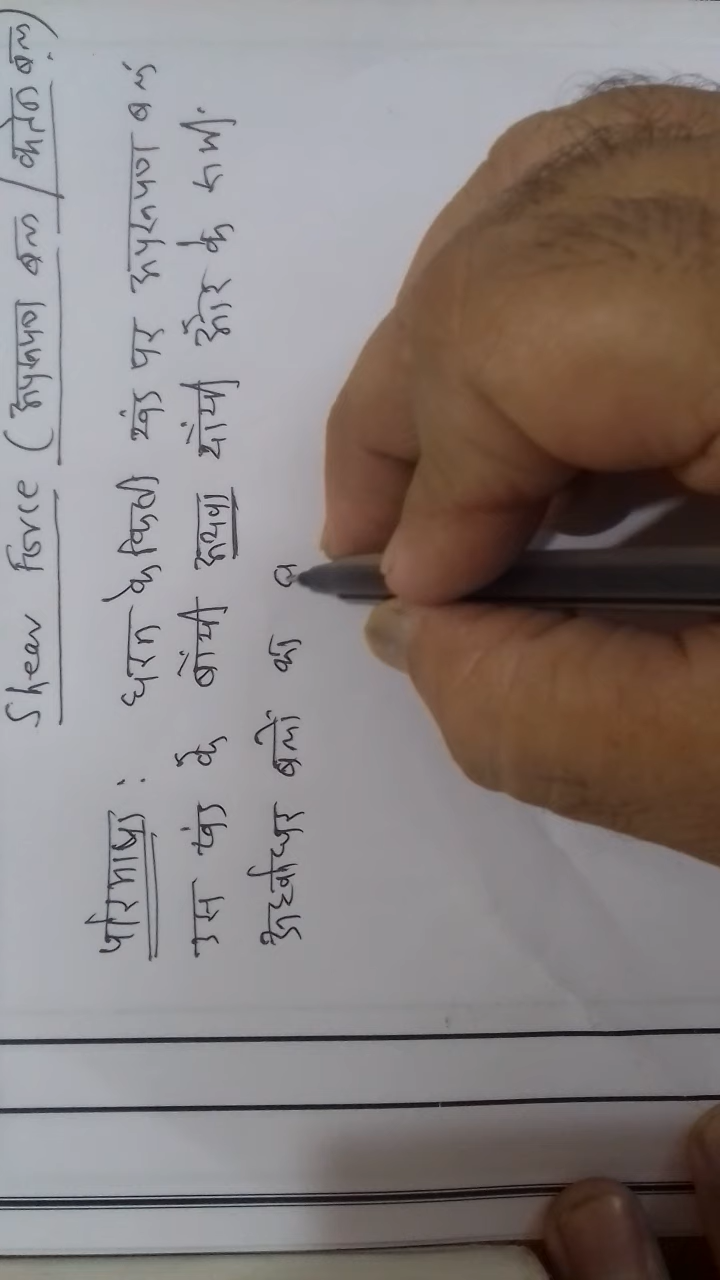 Shear Force (अपरूपण बल / कर्तन बल)
परिभाषा : धरन के किसी खंड पर अपरूपण बल
उस खंड के बाँयी अथवा दाँयी ओर के सभी
उर्ध्वाधर बलों का ब